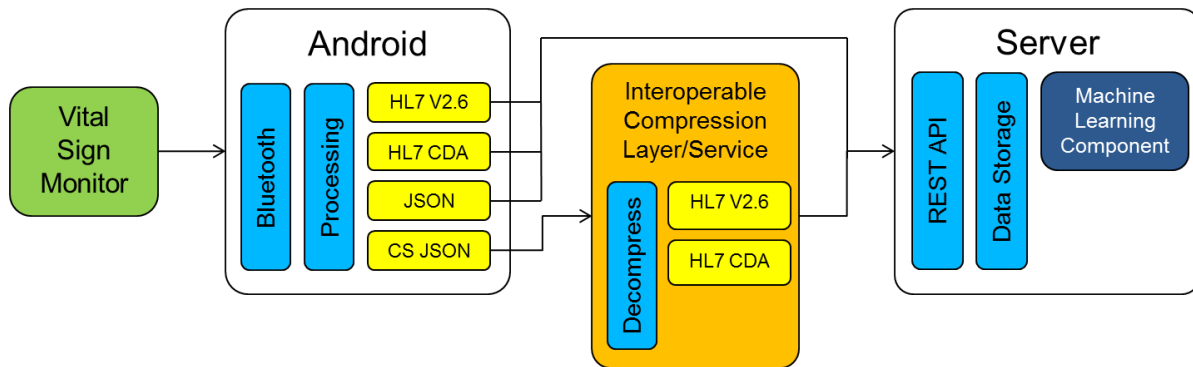 Vital
Sign
Monitor
Android
Bluetooth
Processing
HL7 V2.6
HL7 CDA
JSON
CS JSON
Interoperable
Compression
Layer/Service
Decompress
HL7 V2.6
HL7 CDA
Server
REST API
Data Storage
Machine
Learning
Component